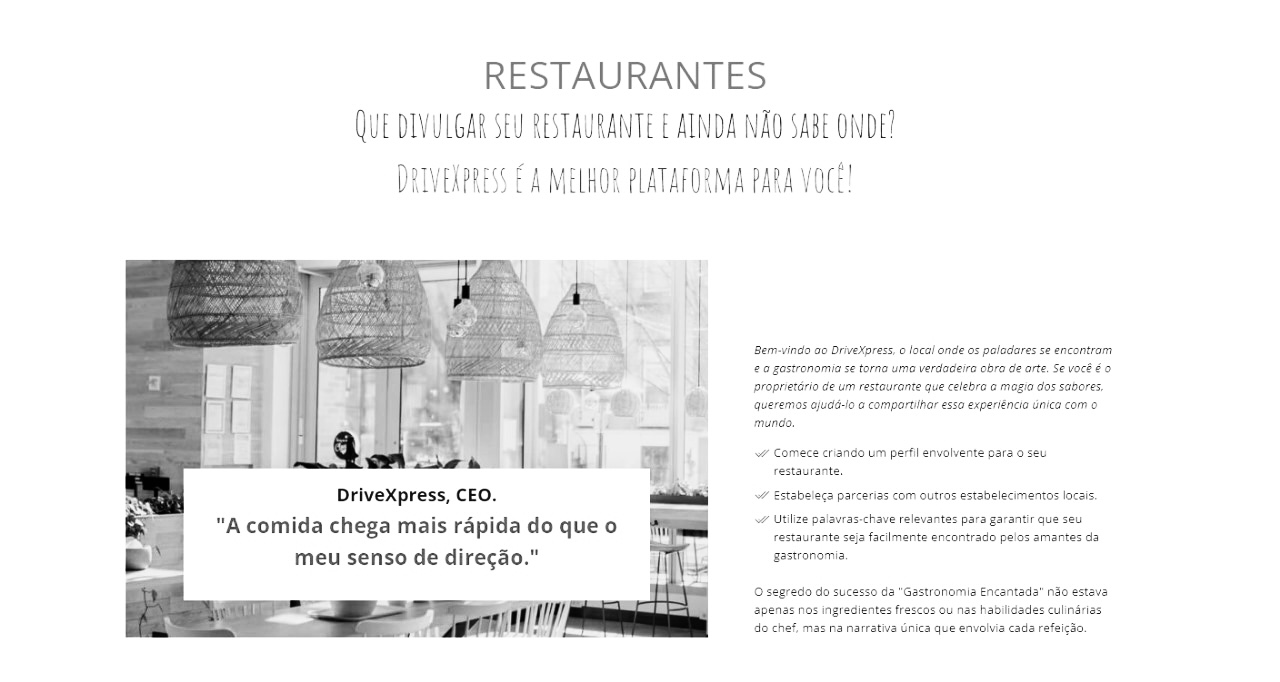 RESTAURANTES
Que divulgar seu restaurante e ainda não sabe onde?
DriveXpress é a melhor plataforma para você!
DriveXpress, CEO.
"A comida chega mais rápida do que o
meu senso de direção."
Bem-vindo ao DriveXpress, o local onde os paladares se encontram
e a gastronomia se torna uma verdadeira obra de arte. Se você é o
proprietário de um restaurante que celebra a magia dos sabores,
queremos ajudá-lo a compartilhar essa experiência única com o
mundo.
Comece criando um perfil envolvente para o seu
restaurante.
Estabeleça parcerias com outros estabelecimentos locais.
Utilize palavras-chave relevantes para garantir que seu
restaurante seja facilmente encontrado pelos amantes da
gastronomia.
O segredo do sucesso da "Gastronomia Encantada" não estava
apenas nos ingredientes frescos ou nas habilidades culinárias
do chef, mas na narrativa única que envolvia cada refeição.